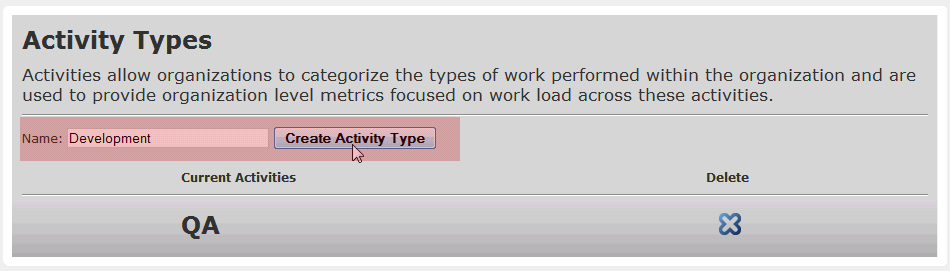 Activity Types
Activities allow organizations to categorize the types of work performed within the organization and are
used to provide organization level metrics focused on work load across these activities.
Name: Development Create Activity Type
Current Activities Delete
QA